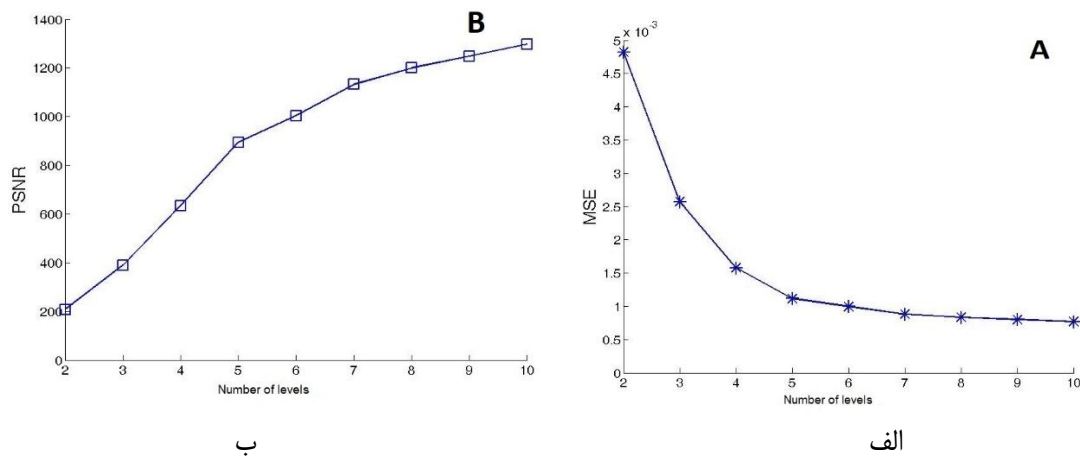 B
1400
1200
1000
800
600
400
200
0
PSNR
2 3 4 5 6 7 8 9 10
Number of levels
ب
A
× 10⁻³
5
4.5
4
3.5
3
2.5
2
1.5
1
0.5
0
MSE
2 3 4 5 6 7 8 9 10
Number of levels
الف